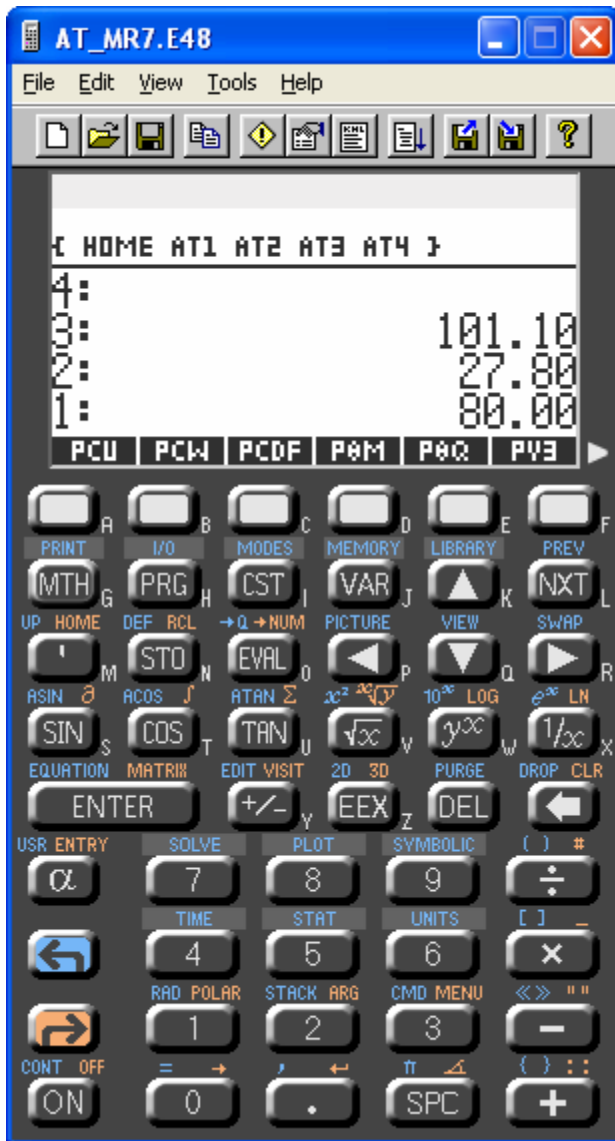 AT_MR7.E48
File Edit View Tools Help
{ HOME AT1 AT2 AT3 AT4 }
4:
3: 101.10
2: 27.80
1: 80.00
PCU PCW PCDF PAM PAQ PV3
A B C D E F
PRINT I/O MODES MEMORY LIBRARY PREV
MTH G PRG H CST I VAR J ▲ K NXT L
UP HOME DEF RCL →Q →NUM PICTURE VIEW SWAP
' M STO N EVAL O ◀ P ▼ Q ▶ R
ASIN ∂ ACOS ∫ ATAN Σ x² ˣ√y 10ˣ LOG eˣ LN
SIN S COS T TAN U √x V yˣ W 1/x X
EQUATION MATRIX EDIT VISIT 2D 3D PURGE DROP CLR
ENTER +/- Y EEX Z DEL
USR ENTRY SOLVE PLOT SYMBOLIC ( ) #
α 7 8 9 ÷
TIME STAT UNITS [ ] _
4 5 6 ×
RAD POLAR STACK ARG CMD MENU « » " "
1 2 3 −
CONT OFF = → , ↵ π ∠ { } : :
ON 0 . SPC +